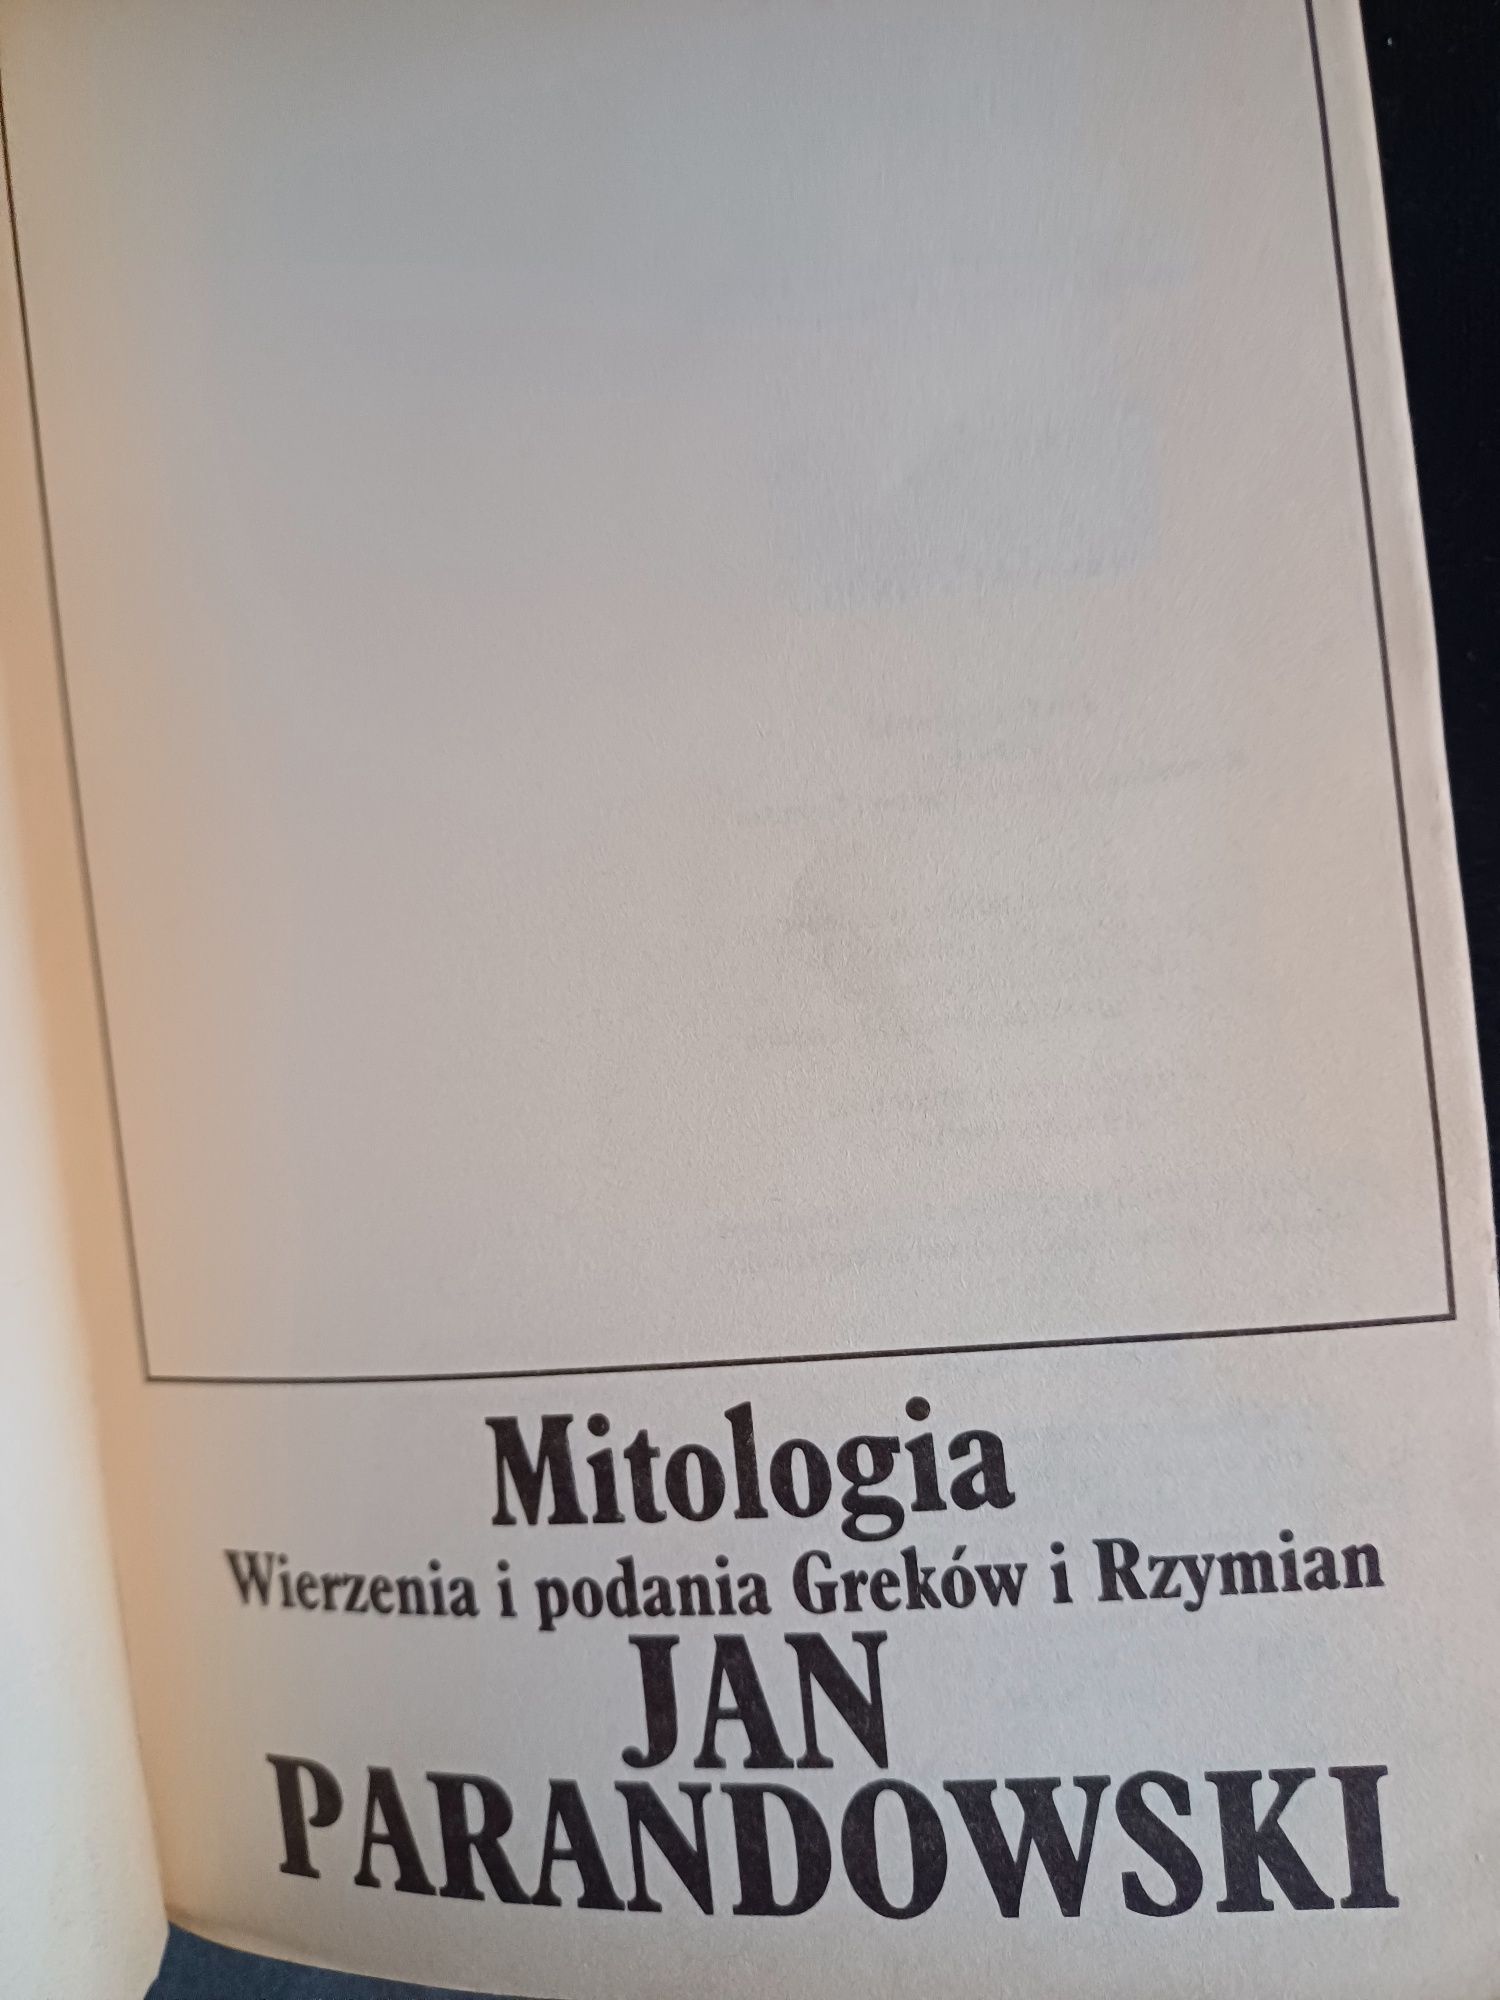 Mitologia
Wierzenia i podania Greków i Rzymian
JAN
PARANDOWSKI